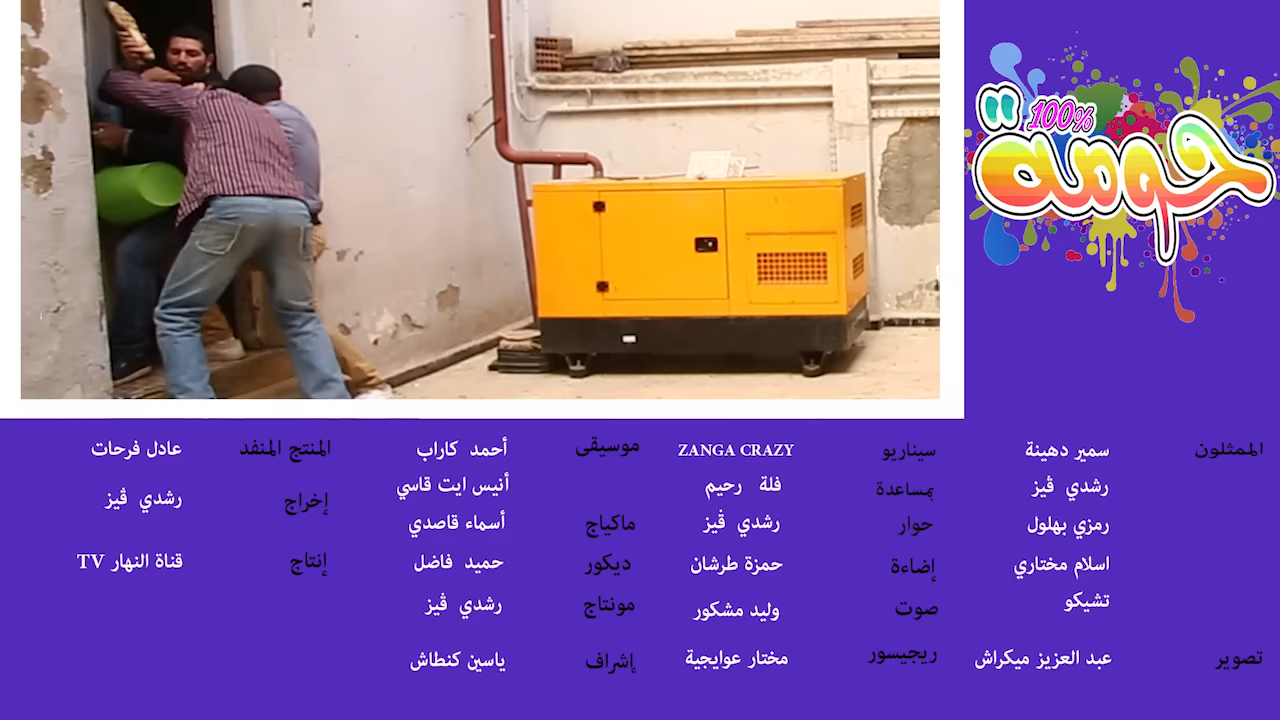 100%
حومة
الممثلون
سمير دهينة
رشدي ڤيز
رمزي بهلول
اسلام مختاري
تشيكو
تصوير
عبد العزيز ميكراش
سيناريو
ZANGA CRAZY
بمساعدة
فلة رحيم
حوار
رشدي ڤيز
إضاءة
حمزة طرشان
صوت
وليد مشكور
ريجيسور
مختار عوايجية
موسيقى
أحمد كاراب
أنيس ايت قاسي
ماكياج
أسماء قاصدي
ديكور
حميد فاضل
مونتاج
رشدي ڤيز
إشراف
ياسين كنطاش
المنتج المنفد
عادل فرحات
إخراج
رشدي ڤيز
إنتاج
قناة النهار TV